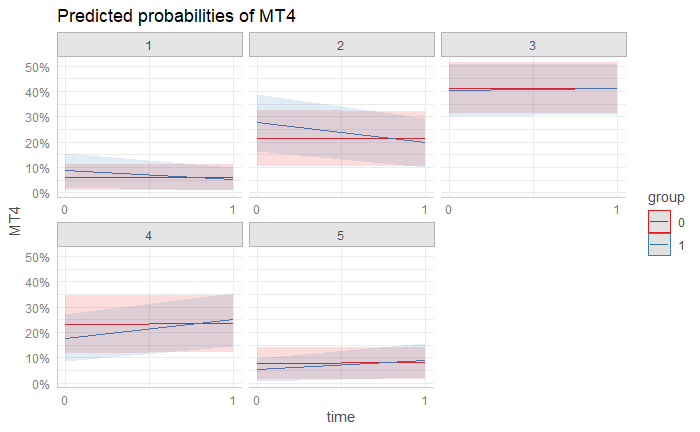 Predicted probabilities of MT4
1 2 3
50%
40%
30%
20%
10%
0%
0 1 0 1 0 1
4 5
50%
40%
30%
20%
10%
0%
0 1 0 1
MT4
time
group
0
1